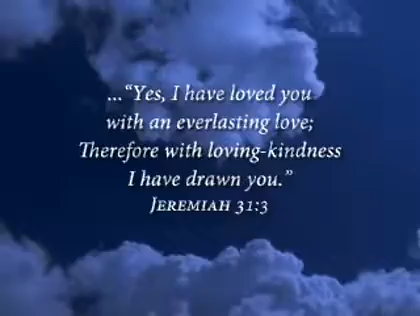 ...“Yes, I have loved you
with an everlasting love;
Therefore with loving-kindness
I have drawn you.”
JEREMIAH 31:3